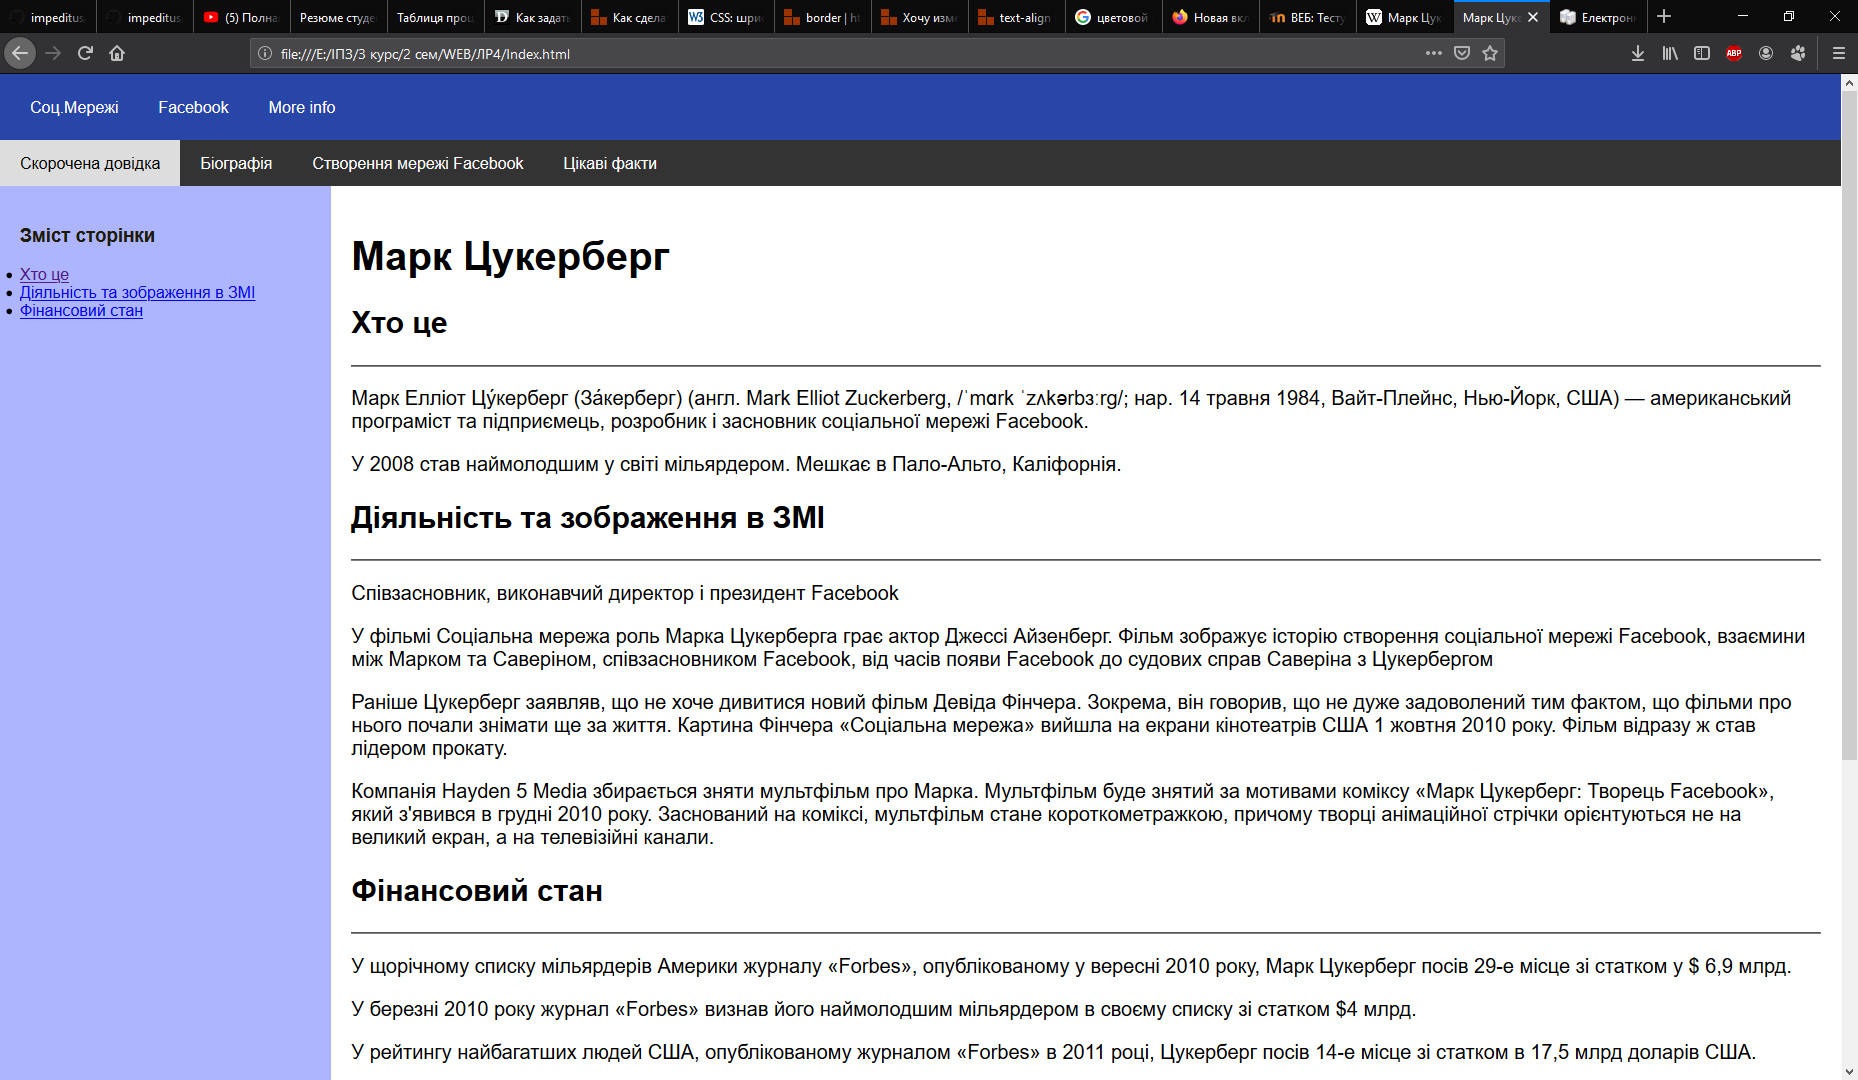 impeditus
impeditus
(5) Полна
Резюме студе
Таблиця проц
Как задать
Как сдела
CSS: шри
border | ht
Хочу изме
text-align
цветовой
Новая вкл
ВЕБ: Тесту
Марк Цук
Марк Цуке
Електрон
file:///E:/ІПЗ/3 курс/2 сем/WEB/ЛР4/Index.html
ABP
Соц.Мережі Facebook More info
Скорочена довідка Біографія Створення мережі Facebook Цікаві факти
Зміст сторінки
Хто це
Діяльність та зображення в ЗМІ
Фінансовий стан
Марк Цукерберг
Хто це
Марк Елліот Цу́керберг (За́керберг) (англ. Mark Elliot Zuckerberg, /ˈmɑrk ˈzʌkərbɜːrɡ/; нар. 14 травня 1984, Вайт-Плейнс, Нью-Йорк, США) — американський
програміст та підприємець, розробник і засновник соціальної мережі Facebook.
У 2008 став наймолодшим у світі мільярдером. Мешкає в Пало-Альто, Каліфорнія.
Діяльність та зображення в ЗМІ
Співзасновник, виконавчий директор і президент Facebook
У фільмі Соціальна мережа роль Марка Цукерберга грає актор Джессі Айзенберг. Фільм зображує історію створення соціальної мережі Facebook, взаємини
між Марком та Саверіном, співзасновником Facebook, від часів появи Facebook до судових справ Саверіна з Цукербергом
Раніше Цукерберг заявляв, що не хоче дивитися новий фільм Девіда Фінчера. Зокрема, він говорив, що не дуже задоволений тим фактом, що фільми про
нього почали знімати ще за життя. Картина Фінчера «Соціальна мережа» вийшла на екрани кінотеатрів США 1 жовтня 2010 року. Фільм відразу ж став
лідером прокату.
Компанія Hayden 5 Media збирається зняти мультфільм про Марка. Мультфільм буде знятий за мотивами коміксу «Марк Цукерберг: Творець Facebook»,
який з'явився в грудні 2010 року. Заснований на коміксі, мультфільм стане короткометражкою, причому творці анімаційної стрічки орієнтуються не на
великий екран, а на телевізійні канали.
Фінансовий стан
У щорічному списку мільярдерів Америки журналу «Forbes», опублікованому у вересні 2010 року, Марк Цукерберг посів 29-е місце зі статком у $ 6,9 млрд.
У березні 2010 року журнал «Forbes» визнав його наймолодшим мільярдером в своєму списку зі статком $4 млрд.
У рейтингу найбагатших людей США, опублікованому журналом «Forbes» в 2011 році, Цукерберг посів 14-е місце зі статком в 17,5 млрд доларів США.